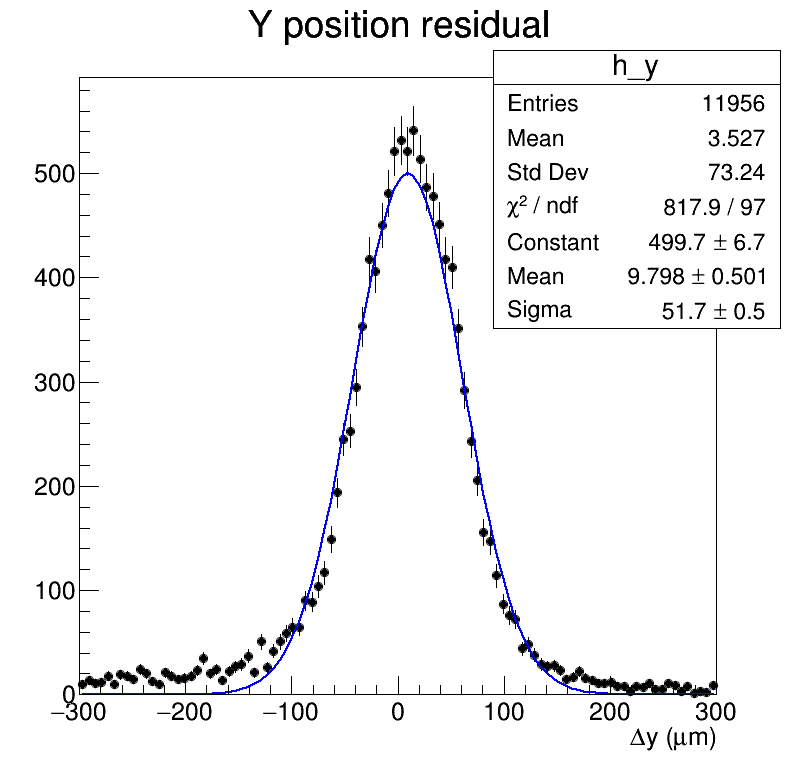 Y position residual
h_y
Entries 11956
Mean 3.527
Std Dev 73.24
χ² / ndf 817.9 / 97
Constant 499.7 ± 6.7
Mean 9.798 ± 0.501
Sigma 51.7 ± 0.5
500
400
300
200
100
0
−300 −200 −100 0 100 200 300
Δy (μm)